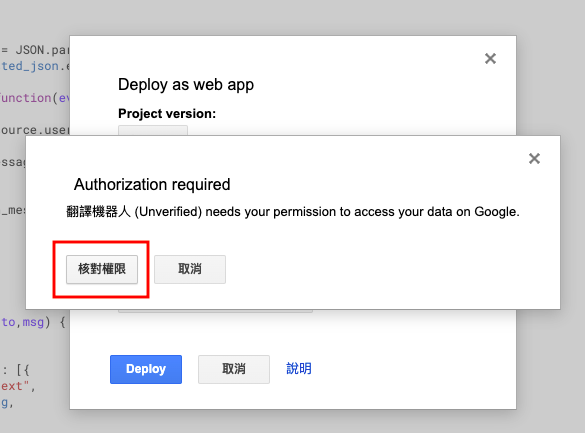 = JSON.par
ted_json.e
Deploy as web app
unction(ev
Project version:
ource.user
essag
Authorization required
_mes
翻譯機器人 (Unverified) needs your permission to access your data on Google.
核對權限
取消
to,msg) {
Deploy
取消
說明
: [{
ext",
g,